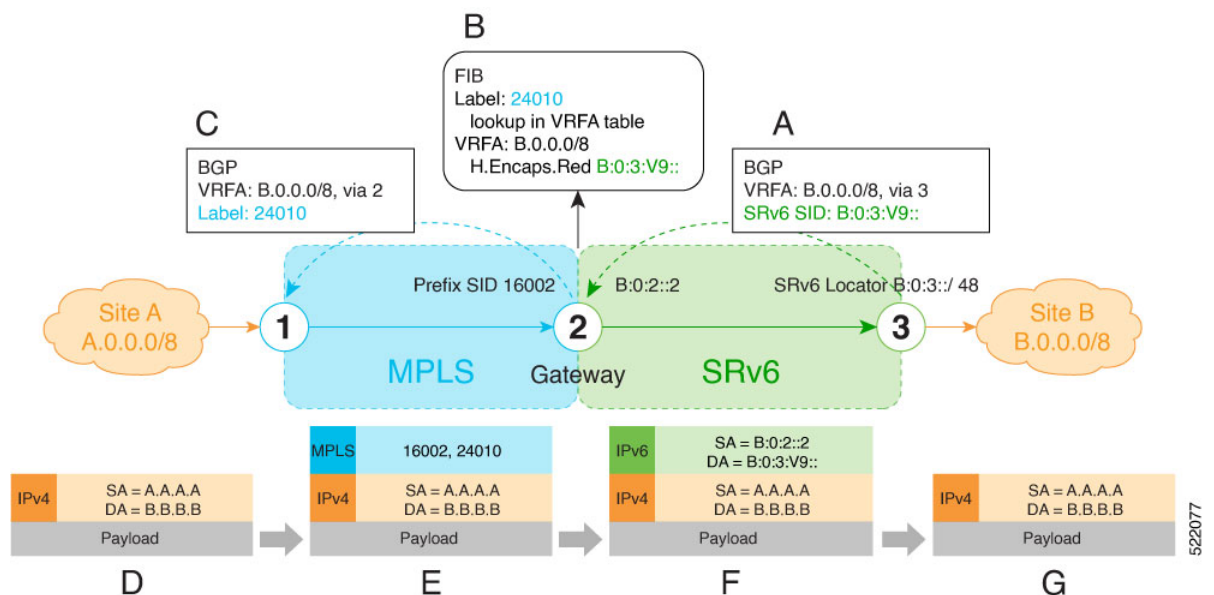 B
FIB
Label: 24010
lookup in VRFA table
VRFA: B.0.0.0/8
H.Encaps.Red B:0:3:V9::
C
A
BGP
VRFA: B.0.0.0/8, via 2
Label: 24010
BGP
VRFA: B.0.0.0/8, via 3
SRv6 SID: B:0:3:V9::
Prefix SID 16002
B:0:2::2
SRv6 Locator B:0:3::/ 48
Site A
A.0.0.0/8
1
2
3
Site B
B.0.0.0/8
MPLS
Gateway
SRv6
IPv4
SA = A.A.A.A
DA = B.B.B.B
Payload
D
MPLS
16002, 24010
IPv4
SA = A.A.A.A
DA = B.B.B.B
Payload
E
IPv6
SA = B:0:2::2
DA = B:0:3:V9::
IPv4
SA = A.A.A.A
DA = B.B.B.B
Payload
F
IPv4
SA = A.A.A.A
DA = B.B.B.B
Payload
G
522077